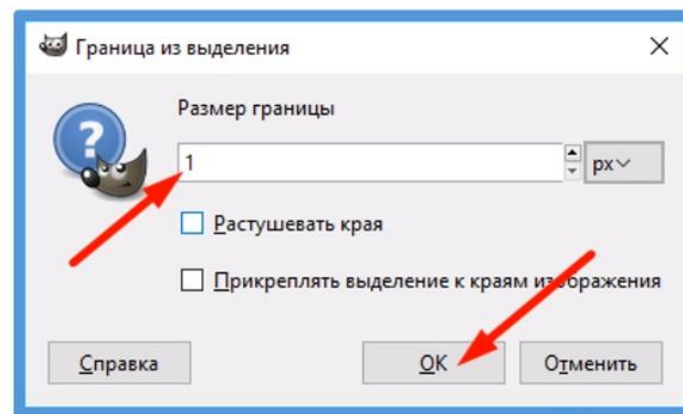 Граница из выделения
Размер границы
1
px
Растушевать края
Прикреплять выделение к краям изображения
Справка
OK
Отменить